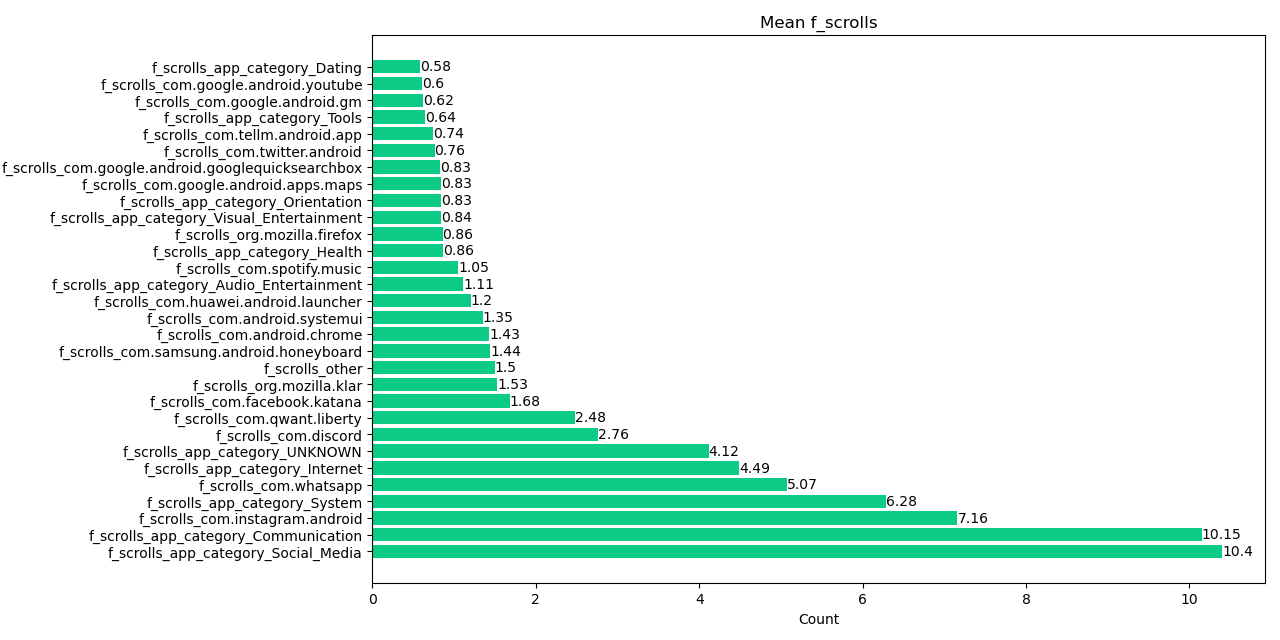 Mean f_scrolls
f_scrolls_app_category_Dating 0.58
f_scrolls_com.google.android.youtube 0.6
f_scrolls_com.google.android.gm 0.62
f_scrolls_app_category_Tools 0.64
f_scrolls_com.tellm.android.app 0.74
f_scrolls_com.twitter.android 0.76
f_scrolls_com.google.android.googlequicksearchbox 0.83
f_scrolls_com.google.android.apps.maps 0.83
f_scrolls_app_category_Orientation 0.83
f_scrolls_app_category_Visual_Entertainment 0.84
f_scrolls_org.mozilla.firefox 0.86
f_scrolls_app_category_Health 0.86
f_scrolls_com.spotify.music 1.05
f_scrolls_app_category_Audio_Entertainment 1.11
f_scrolls_com.huawei.android.launcher 1.2
f_scrolls_com.android.systemui 1.35
f_scrolls_com.android.chrome 1.43
f_scrolls_com.samsung.android.honeyboard 1.44
f_scrolls_other 1.5
f_scrolls_org.mozilla.klar 1.53
f_scrolls_com.facebook.katana 1.68
f_scrolls_com.qwant.liberty 2.48
f_scrolls_com.discord 2.76
f_scrolls_app_category_UNKNOWN 4.12
f_scrolls_app_category_Internet 4.49
f_scrolls_com.whatsapp 5.07
f_scrolls_app_category_System 6.28
f_scrolls_com.instagram.android 7.16
f_scrolls_app_category_Communication 10.15
f_scrolls_app_category_Social_Media 10.4
0 2 4 6 8 10
Count